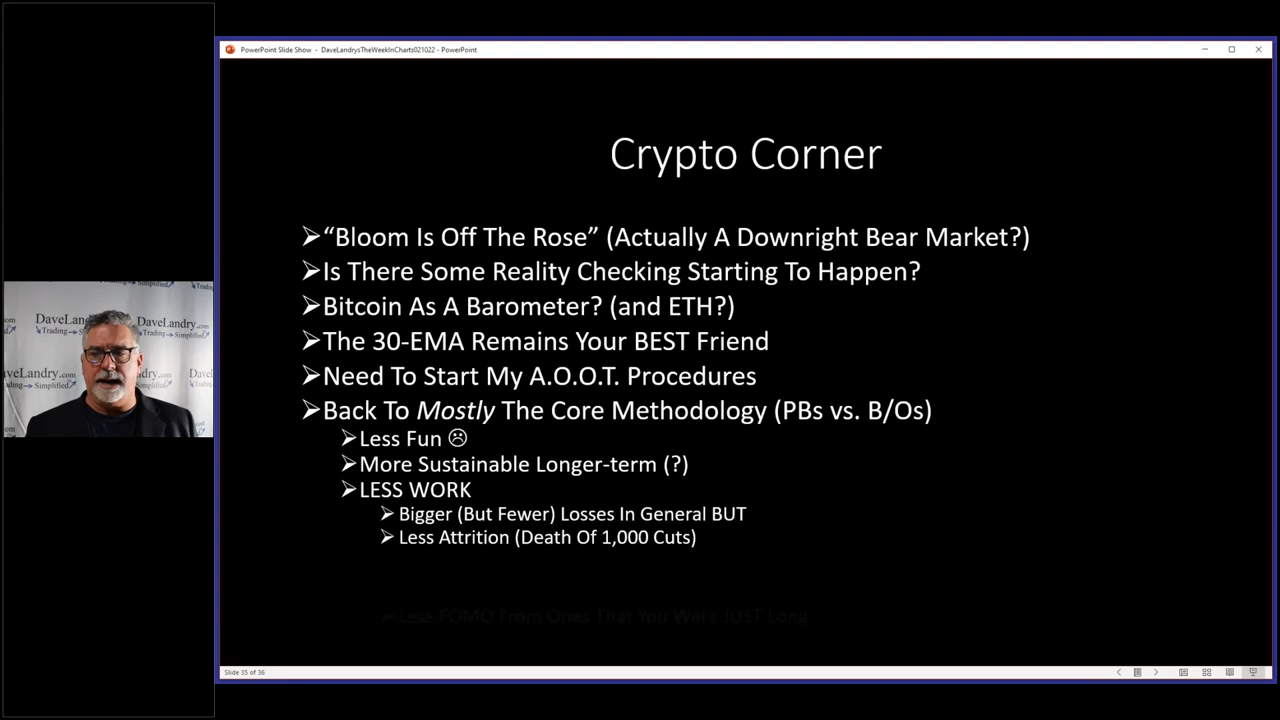 PowerPoint Slide Show - DaveLandrysTheWeekInCharts021022 - PowerPoint
Crypto Corner
➢“Bloom Is Off The Rose” (Actually A Downright Bear Market?)
➢Is There Some Reality Checking Starting To Happen?
➢Bitcoin As A Barometer? (and ETH?)
➢The 30-EMA Remains Your BEST Friend
➢Need To Start My A.O.O.T. Procedures
➢Back To Mostly The Core Methodology (PBs vs. B/Os)
➢Less Fun ☹
➢More Sustainable Longer-term (?)
➢LESS WORK
➢Bigger (But Fewer) Losses In General BUT
➢Less Attrition (Death Of 1,000 Cuts)
➢Less FOMO From Ones That You Were JUST Long
Slide 35 of 36
DaveLandry.com
Trading Simplified